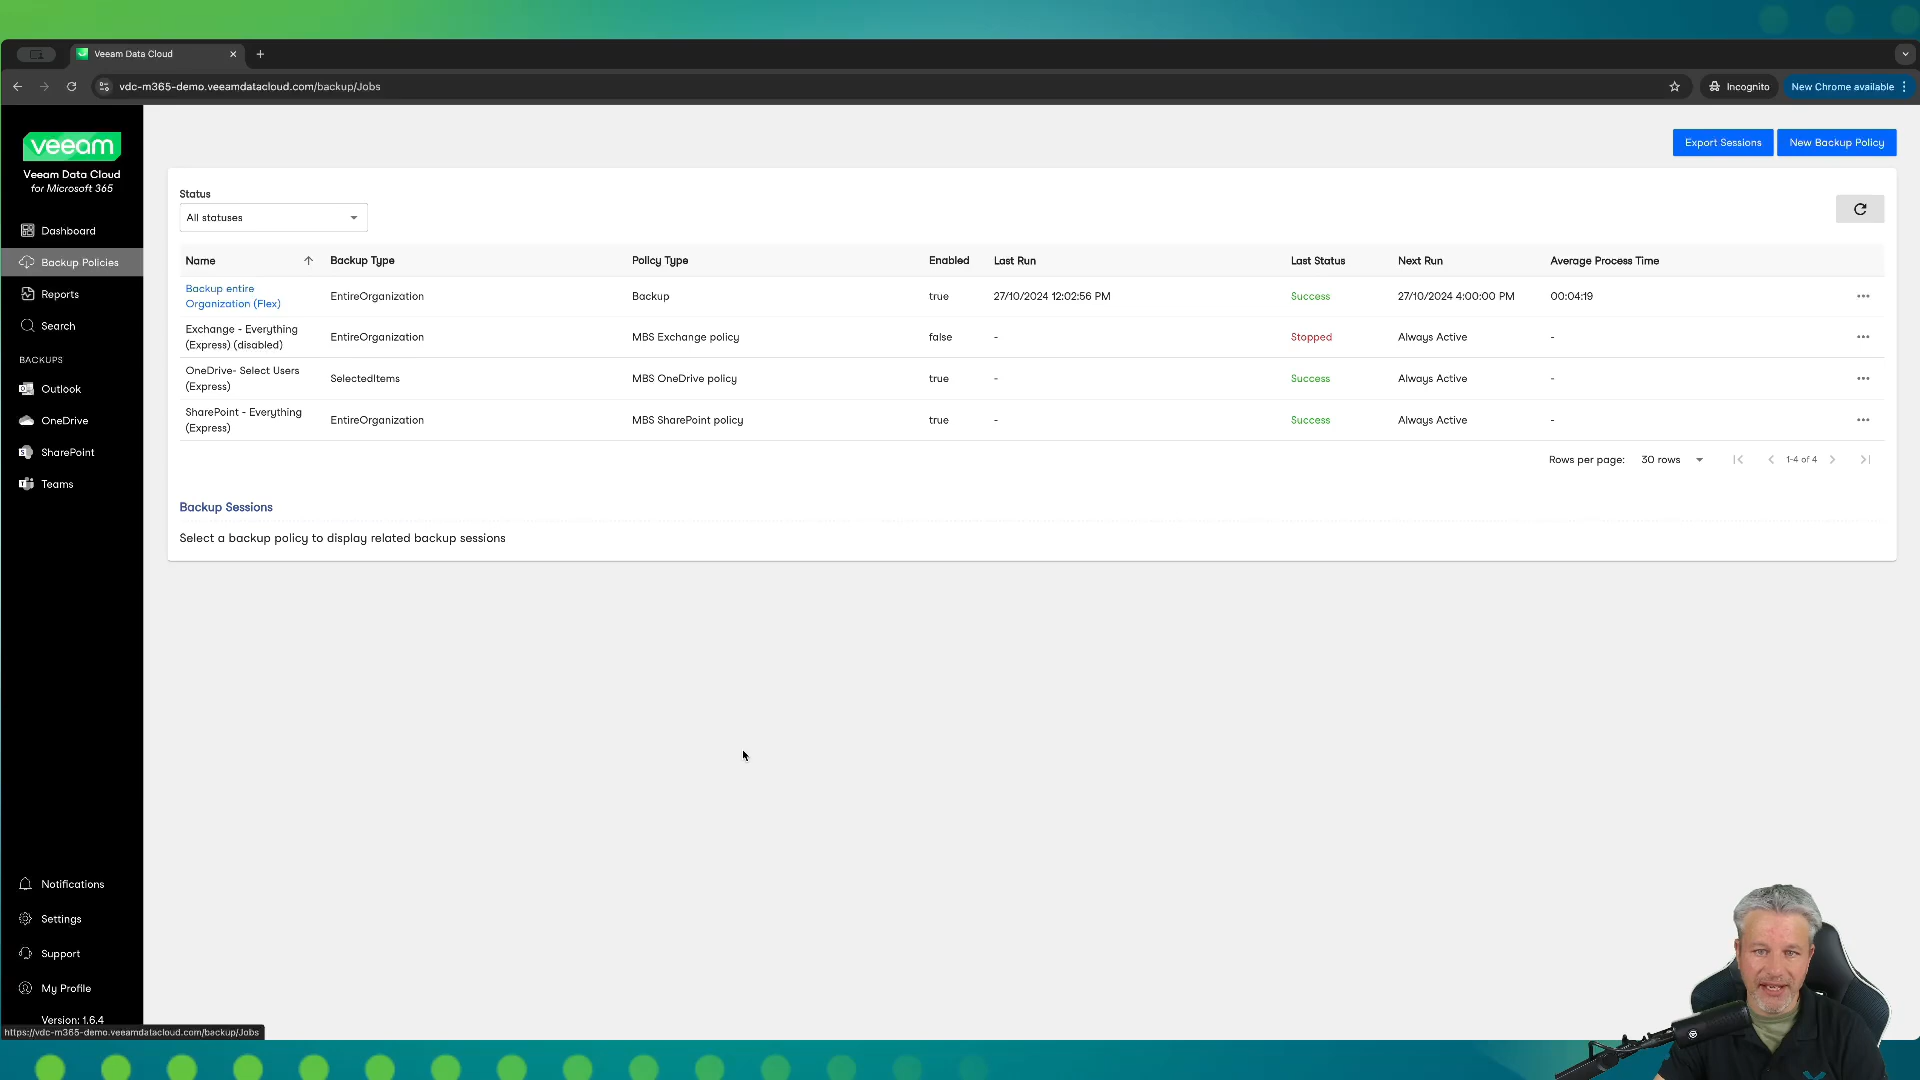 Veeam Data Cloud
vdc-m365-demo.veeamdatacloud.com/backup/Jobs
Incognito
New Chrome available
veeam
Veeam Data Cloud
for Microsoft 365
Dashboard
Backup Policies
Reports
Search
BACKUPS
Outlook
OneDrive
SharePoint
Teams
Notifications
Settings
Support
My Profile
Version: 1.6.4
https://vdc-m365-demo.veeamdatacloud.com/backup/Jobs
Export Sessions
New Backup Policy
Status
All statuses
Name Backup Type Policy Type Enabled Last Run Last Status Next Run Average Process Time
Backup entire
Organization (Flex)
EntireOrganization Backup true 27/10/2024 12:02:56 PM Success 27/10/2024 4:00:00 PM 00:04:19
Exchange - Everything
(Express) (disabled)
EntireOrganization MBS Exchange policy false - Stopped Always Active -
OneDrive- Select Users
(Express)
SelectedItems MBS OneDrive policy true - Success Always Active -
SharePoint - Everything
(Express)
EntireOrganization MBS SharePoint policy true - Success Always Active -
Rows per page: 30 rows 1-4 of 4
Backup Sessions
Select a backup policy to display related backup sessions